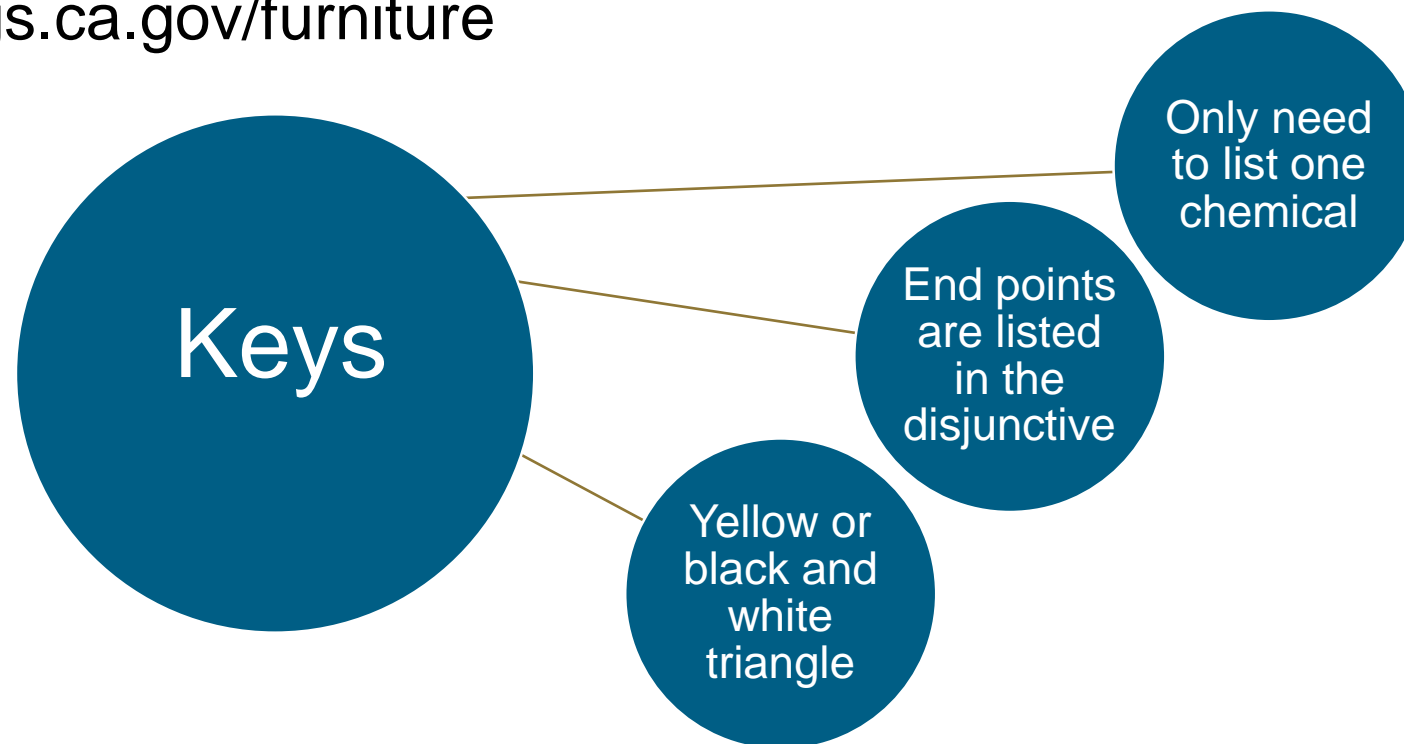 gs.ca.gov/furniture
Only need
to list one
chemical
Keys
End points
are listed
in the
disjunctive
Yellow or
black and
white
triangle